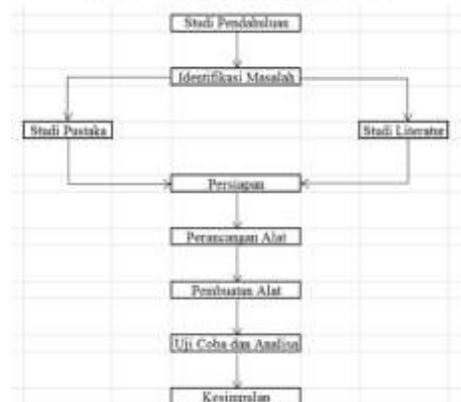 Studi Pendahuluan
Identifikasi Masalah
Studi Pustaka
Studi Literatur
Persiapan
Perancangan Alat
Pembuatan Alat
Uji Coba dan Analisa
Kesimpulan